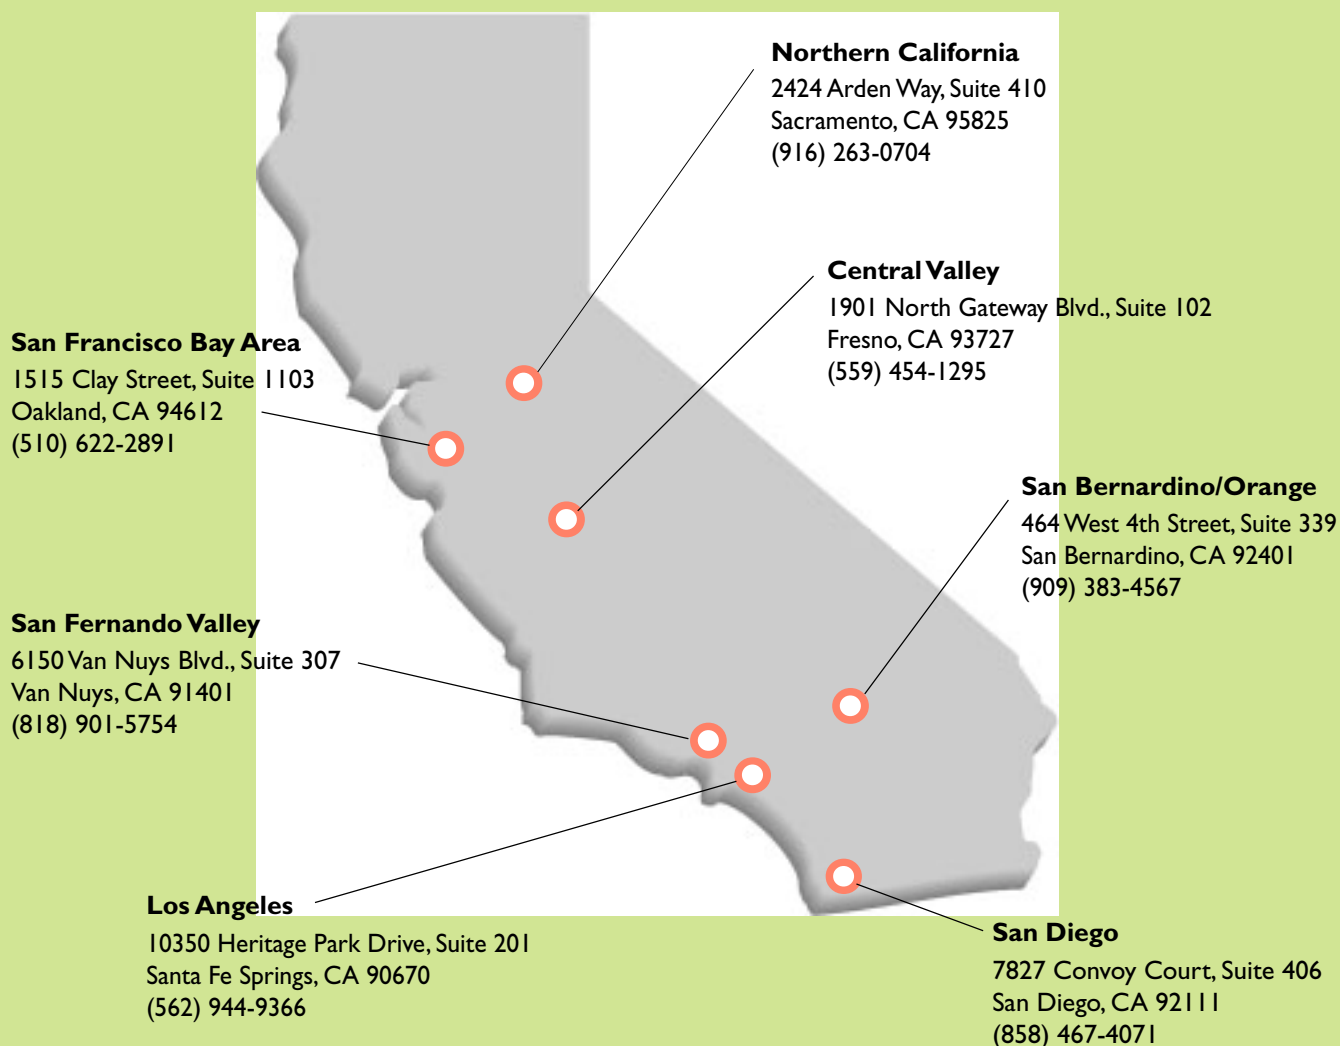 Northern California
2424 Arden Way, Suite 410
Sacramento, CA 95825
(916) 263-0704
Central Valley
1901 North Gateway Blvd., Suite 102
Fresno, CA 93727
(559) 454-1295
San Francisco Bay Area
1515 Clay Street, Suite 1103
Oakland, CA 94612
(510) 622-2891
San Bernardino/Orange
464 West 4th Street, Suite 339
San Bernardino, CA 92401
(909) 383-4567
San Fernando Valley
6150 Van Nuys Blvd., Suite 307
Van Nuys, CA 91401
(818) 901-5754
Los Angeles
10350 Heritage Park Drive, Suite 201
Santa Fe Springs, CA 90670
(562) 944-9366
San Diego
7827 Convoy Court, Suite 406
San Diego, CA 92111
(858) 467-4071